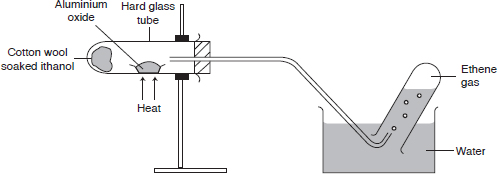 Aluminium
oxide
Hard glass
tube
Cotton wool
soaked ithanol
Heat
Ethene
gas
Water